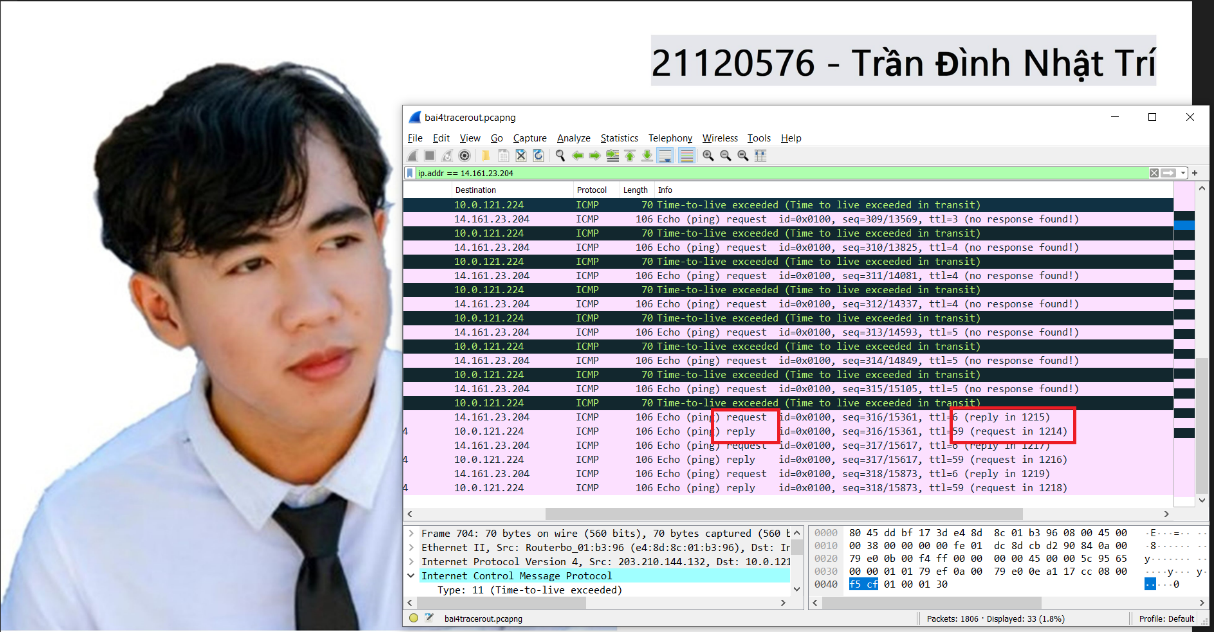 21120576 - Trần Đình Nhật Trí
bai4tracerout.pcapng
File Edit View Go Capture Analyze Statistics Telephony Wireless Tools Help
ip.addr == 14.161.23.204
Destination Protocol Length Info
10.0.121.224 ICMP 70 Time-to-live exceeded (Time to live exceeded in transit)
14.161.23.204 ICMP 106 Echo (ping) request id=0x0100, seq=309/13569, ttl=3 (no response found!)
10.0.121.224 ICMP 70 Time-to-live exceeded (Time to live exceeded in transit)
14.161.23.204 ICMP 106 Echo (ping) request id=0x0100, seq=310/13825, ttl=4 (no response found!)
10.0.121.224 ICMP 70 Time-to-live exceeded (Time to live exceeded in transit)
14.161.23.204 ICMP 106 Echo (ping) request id=0x0100, seq=311/14081, ttl=4 (no response found!)
10.0.121.224 ICMP 70 Time-to-live exceeded (Time to live exceeded in transit)
14.161.23.204 ICMP 106 Echo (ping) request id=0x0100, seq=312/14337, ttl=4 (no response found!)
10.0.121.224 ICMP 70 Time-to-live exceeded (Time to live exceeded in transit)
14.161.23.204 ICMP 106 Echo (ping) request id=0x0100, seq=313/14593, ttl=5 (no response found!)
10.0.121.224 ICMP 70 Time-to-live exceeded (Time to live exceeded in transit)
14.161.23.204 ICMP 106 Echo (ping) request id=0x0100, seq=314/14849, ttl=5 (no response found!)
10.0.121.224 ICMP 70 Time-to-live exceeded (Time to live exceeded in transit)
14.161.23.204 ICMP 106 Echo (ping) request id=0x0100, seq=315/15105, ttl=5 (no response found!)
10.0.121.224 ICMP 70 Time-to-live exceeded (Time to live exceeded in transit)
14.161.23.204 ICMP 106 Echo (ping) request id=0x0100, seq=316/15361, ttl=6 (reply in 1215)
4 10.0.121.224 ICMP 106 Echo (ping) reply id=0x0100, seq=316/15361, ttl=59 (request in 1214)
14.161.23.204 ICMP 106 Echo (ping) request id=0x0100, seq=317/15617, ttl=6 (reply in 1217)
4 10.0.121.224 ICMP 106 Echo (ping) reply id=0x0100, seq=317/15617, ttl=59 (request in 1216)
14.161.23.204 ICMP 106 Echo (ping) request id=0x0100, seq=318/15873, ttl=6 (reply in 1219)
4 10.0.121.224 ICMP 106 Echo (ping) reply id=0x0100, seq=318/15873, ttl=59 (request in 1218)
Frame 704: 70 bytes on wire (560 bits), 70 bytes captured (560 b
Ethernet II, Src: Routerbo_01:b3:96 (e4:8d:8c:01:b3:96), Dst: Ir
Internet Protocol Version 4, Src: 203.210.144.132, Dst: 10.0.121
Internet Control Message Protocol
Type: 11 (Time-to-live exceeded)
0000 80 45 dd bf 17 3d e4 8d 8c 01 b3 96 08 00 45 00 ·E···=·· ······E·
0010 00 38 00 00 00 00 fe 01 dc 8d cb d2 90 84 0a 00 ·8······ ········
0020 79 e0 0b 00 f4 ff 00 00 00 00 45 00 00 5c 95 65 y·······
0030 00 00 01 01 79 ef 0a 00 79 e0 0e a1 17 cc 08 00 ····y··· y·
0040 f5 cf 01 00 01 30 ·····0
bai4tracerout.pcapng Packets: 1806 · Displayed: 33 (1.8%) Profile: Default